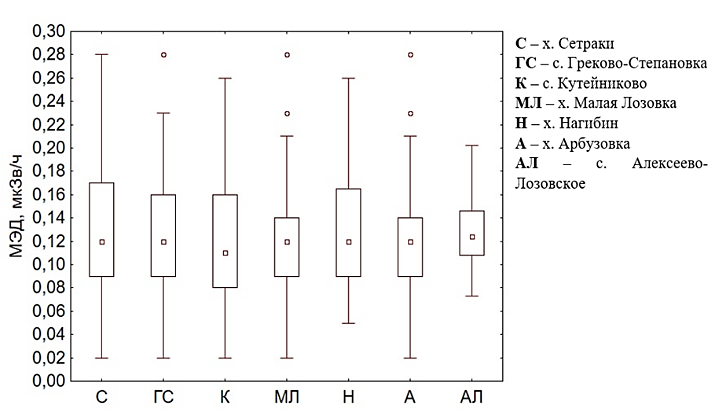 0,30
0,28
0,26
0,24
0,22
0,20
0,18
0,16
0,14
0,12
0,10
0,08
0,06
0,04
0,02
0,00
МЭД, мкЗв/ч
С ГС К МЛ Н А АЛ
С – х. Сетраки
ГС – с. Греково-Степановка
К – с. Кутейниково
МЛ – х. Малая Лозовка
Н – х. Нагибин
А – х. Арбузовка
АЛ – с. Алексеево-
Лозовское